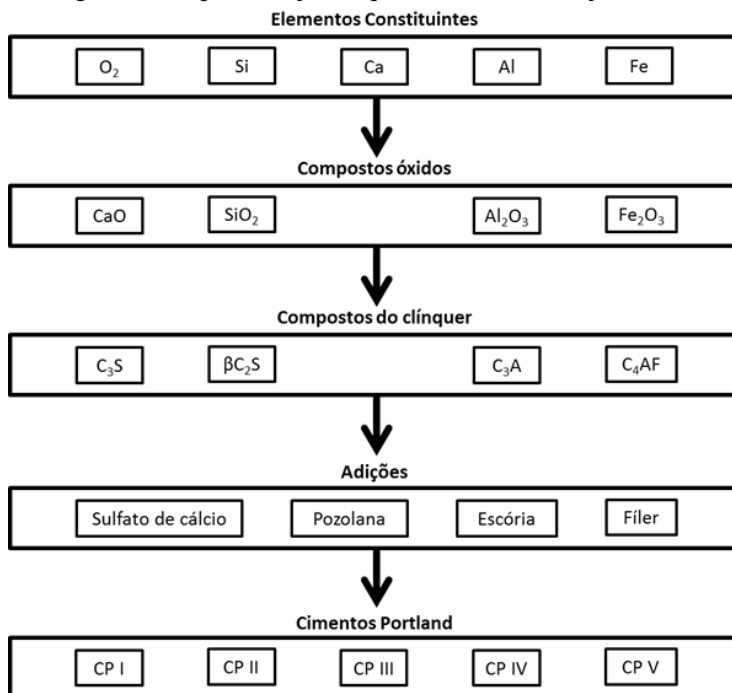 Elementos Constituintes
O₂ Si Ca Al Fe
Compostos óxidos
CaO SiO₂ Al₂O₃ Fe₂O₃
Compostos do clínquer
C₃S βC₂S C₃A C₄AF
Adições
Sulfato de cálcio Pozolana Escória Fíler
Cimentos Portland
CP I CP II CP III CP IV CP V